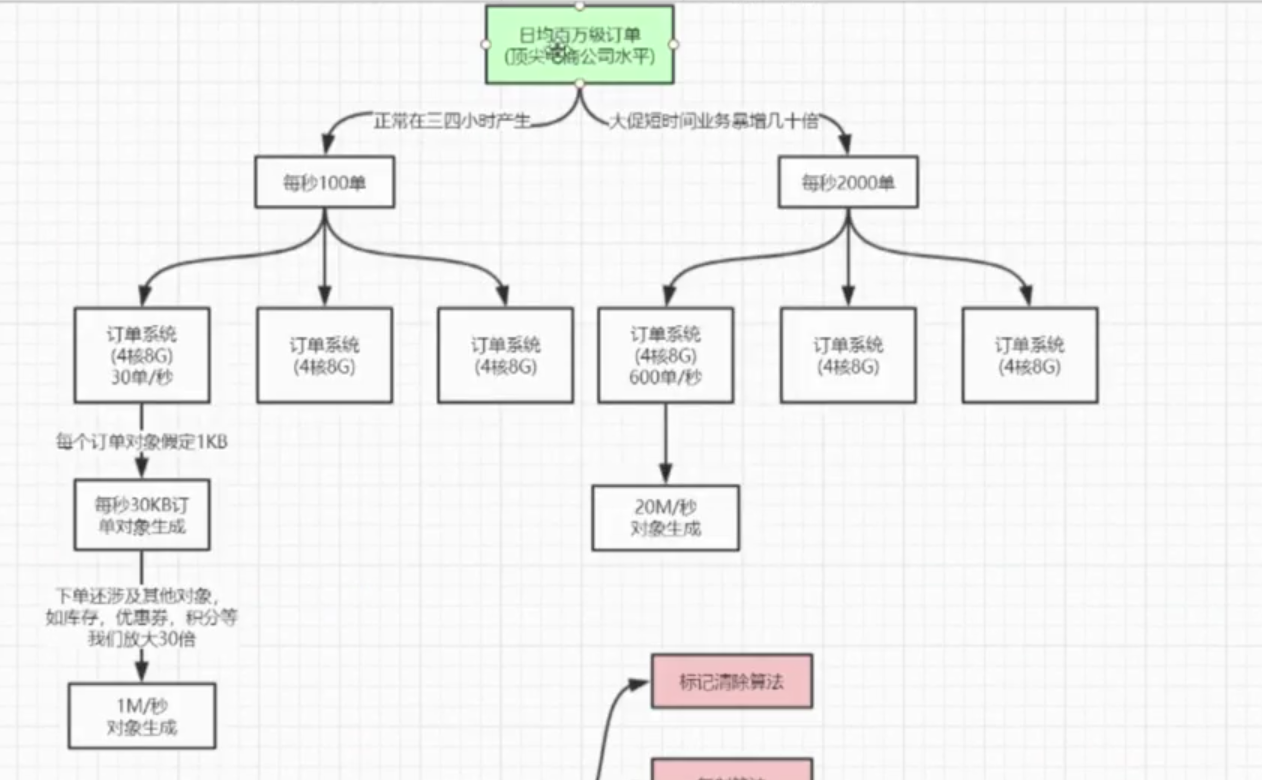 日均百万级订单
(顶尖电商公司水平)
正常在三四小时产生
大促短时间业务暴增几十倍
每秒100单
每秒2000单
订单系统
(4核8G)
30单/秒
订单系统
(4核8G)
订单系统
(4核8G)
订单系统
(4核8G)
600单/秒
订单系统
(4核8G)
订单系统
(4核8G)
每个订单对象假定1KB
每秒30KB订
单对象生成
20M/秒
对象生成
下单还涉及其他对象，
如库存，优惠券，积分等
我们放大30倍
1M/秒
对象生成
标记清除算法